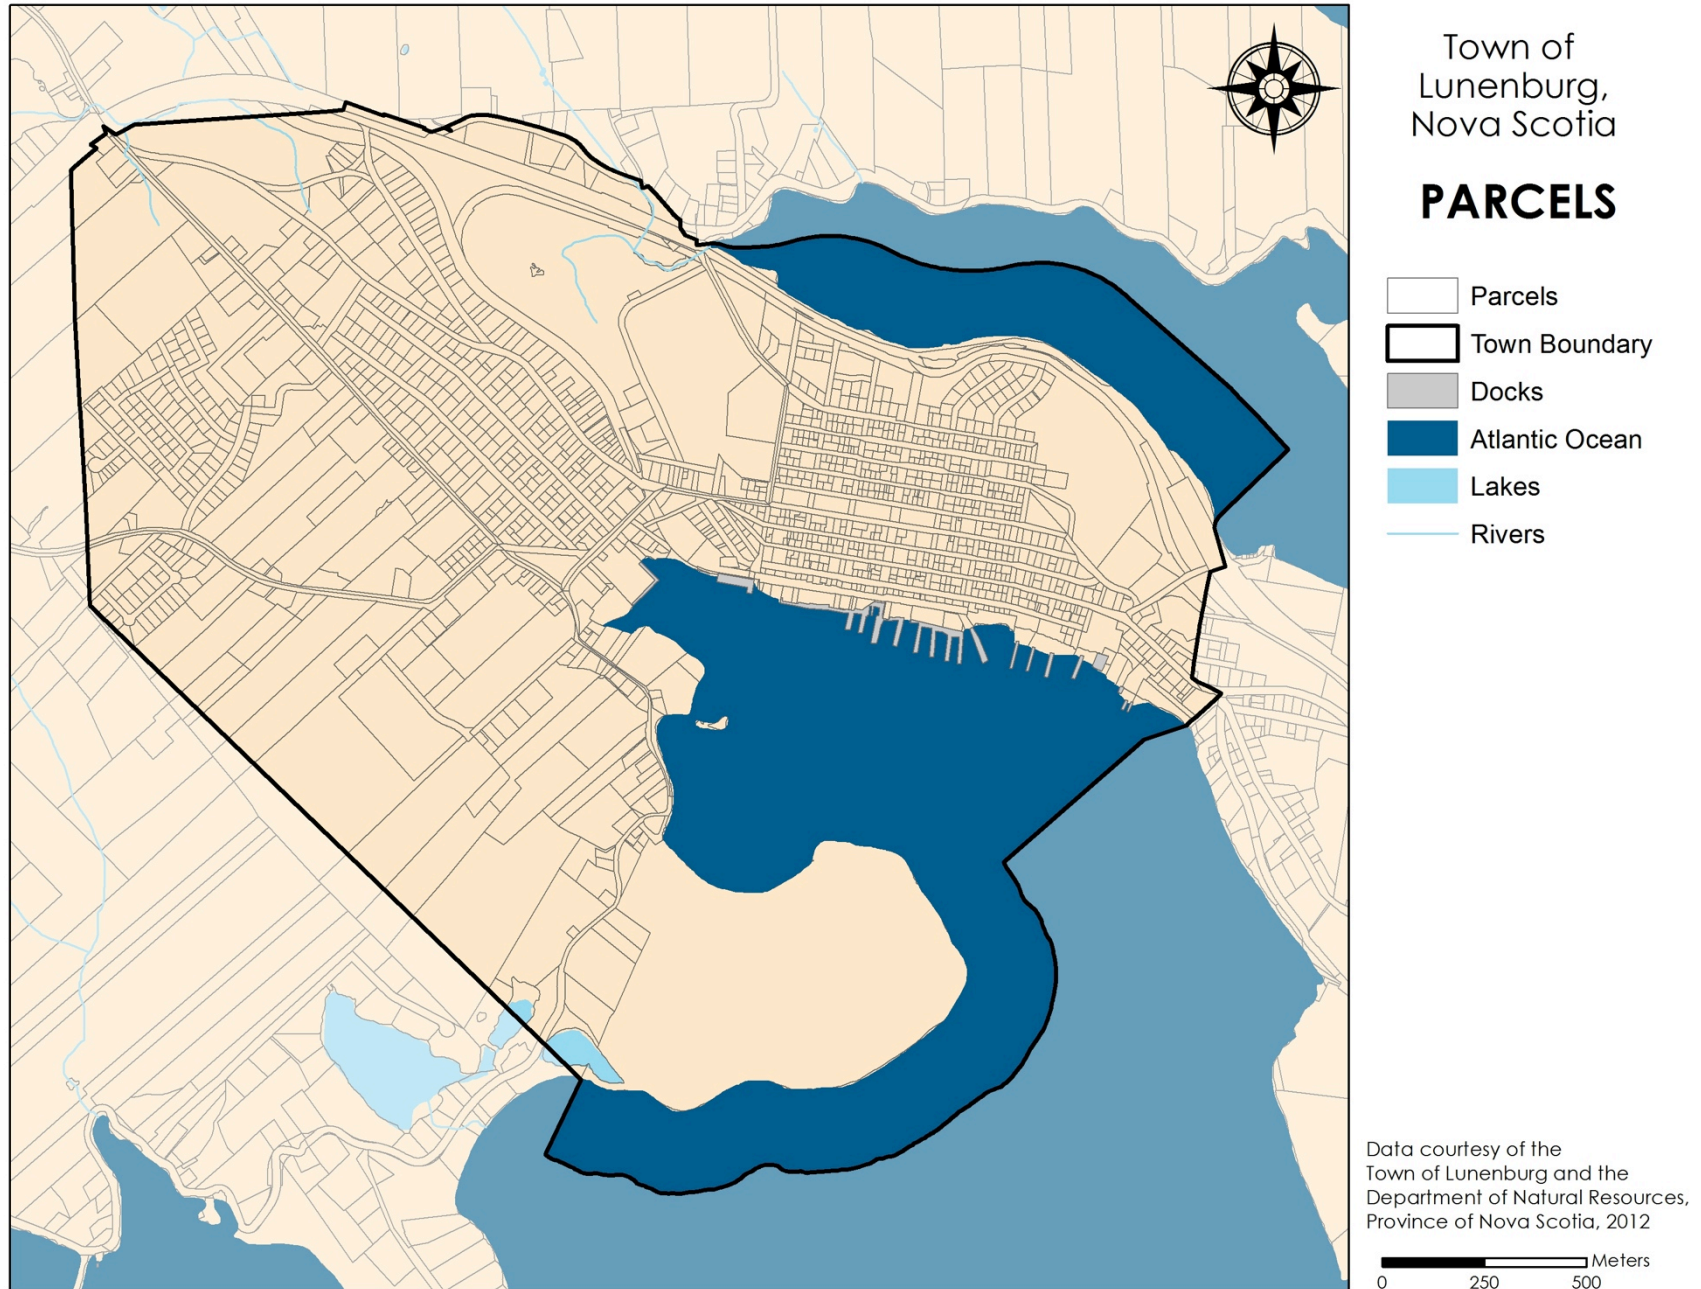 Town of
Lunenburg,
Nova Scotia
PARCELS
Parcels
Town Boundary
Docks
Atlantic Ocean
Lakes
Rivers
Data courtesy of the
Town of Lunenburg and the
Department of Natural Resources,
Province of Nova Scotia, 2012
Meters
0 250 500